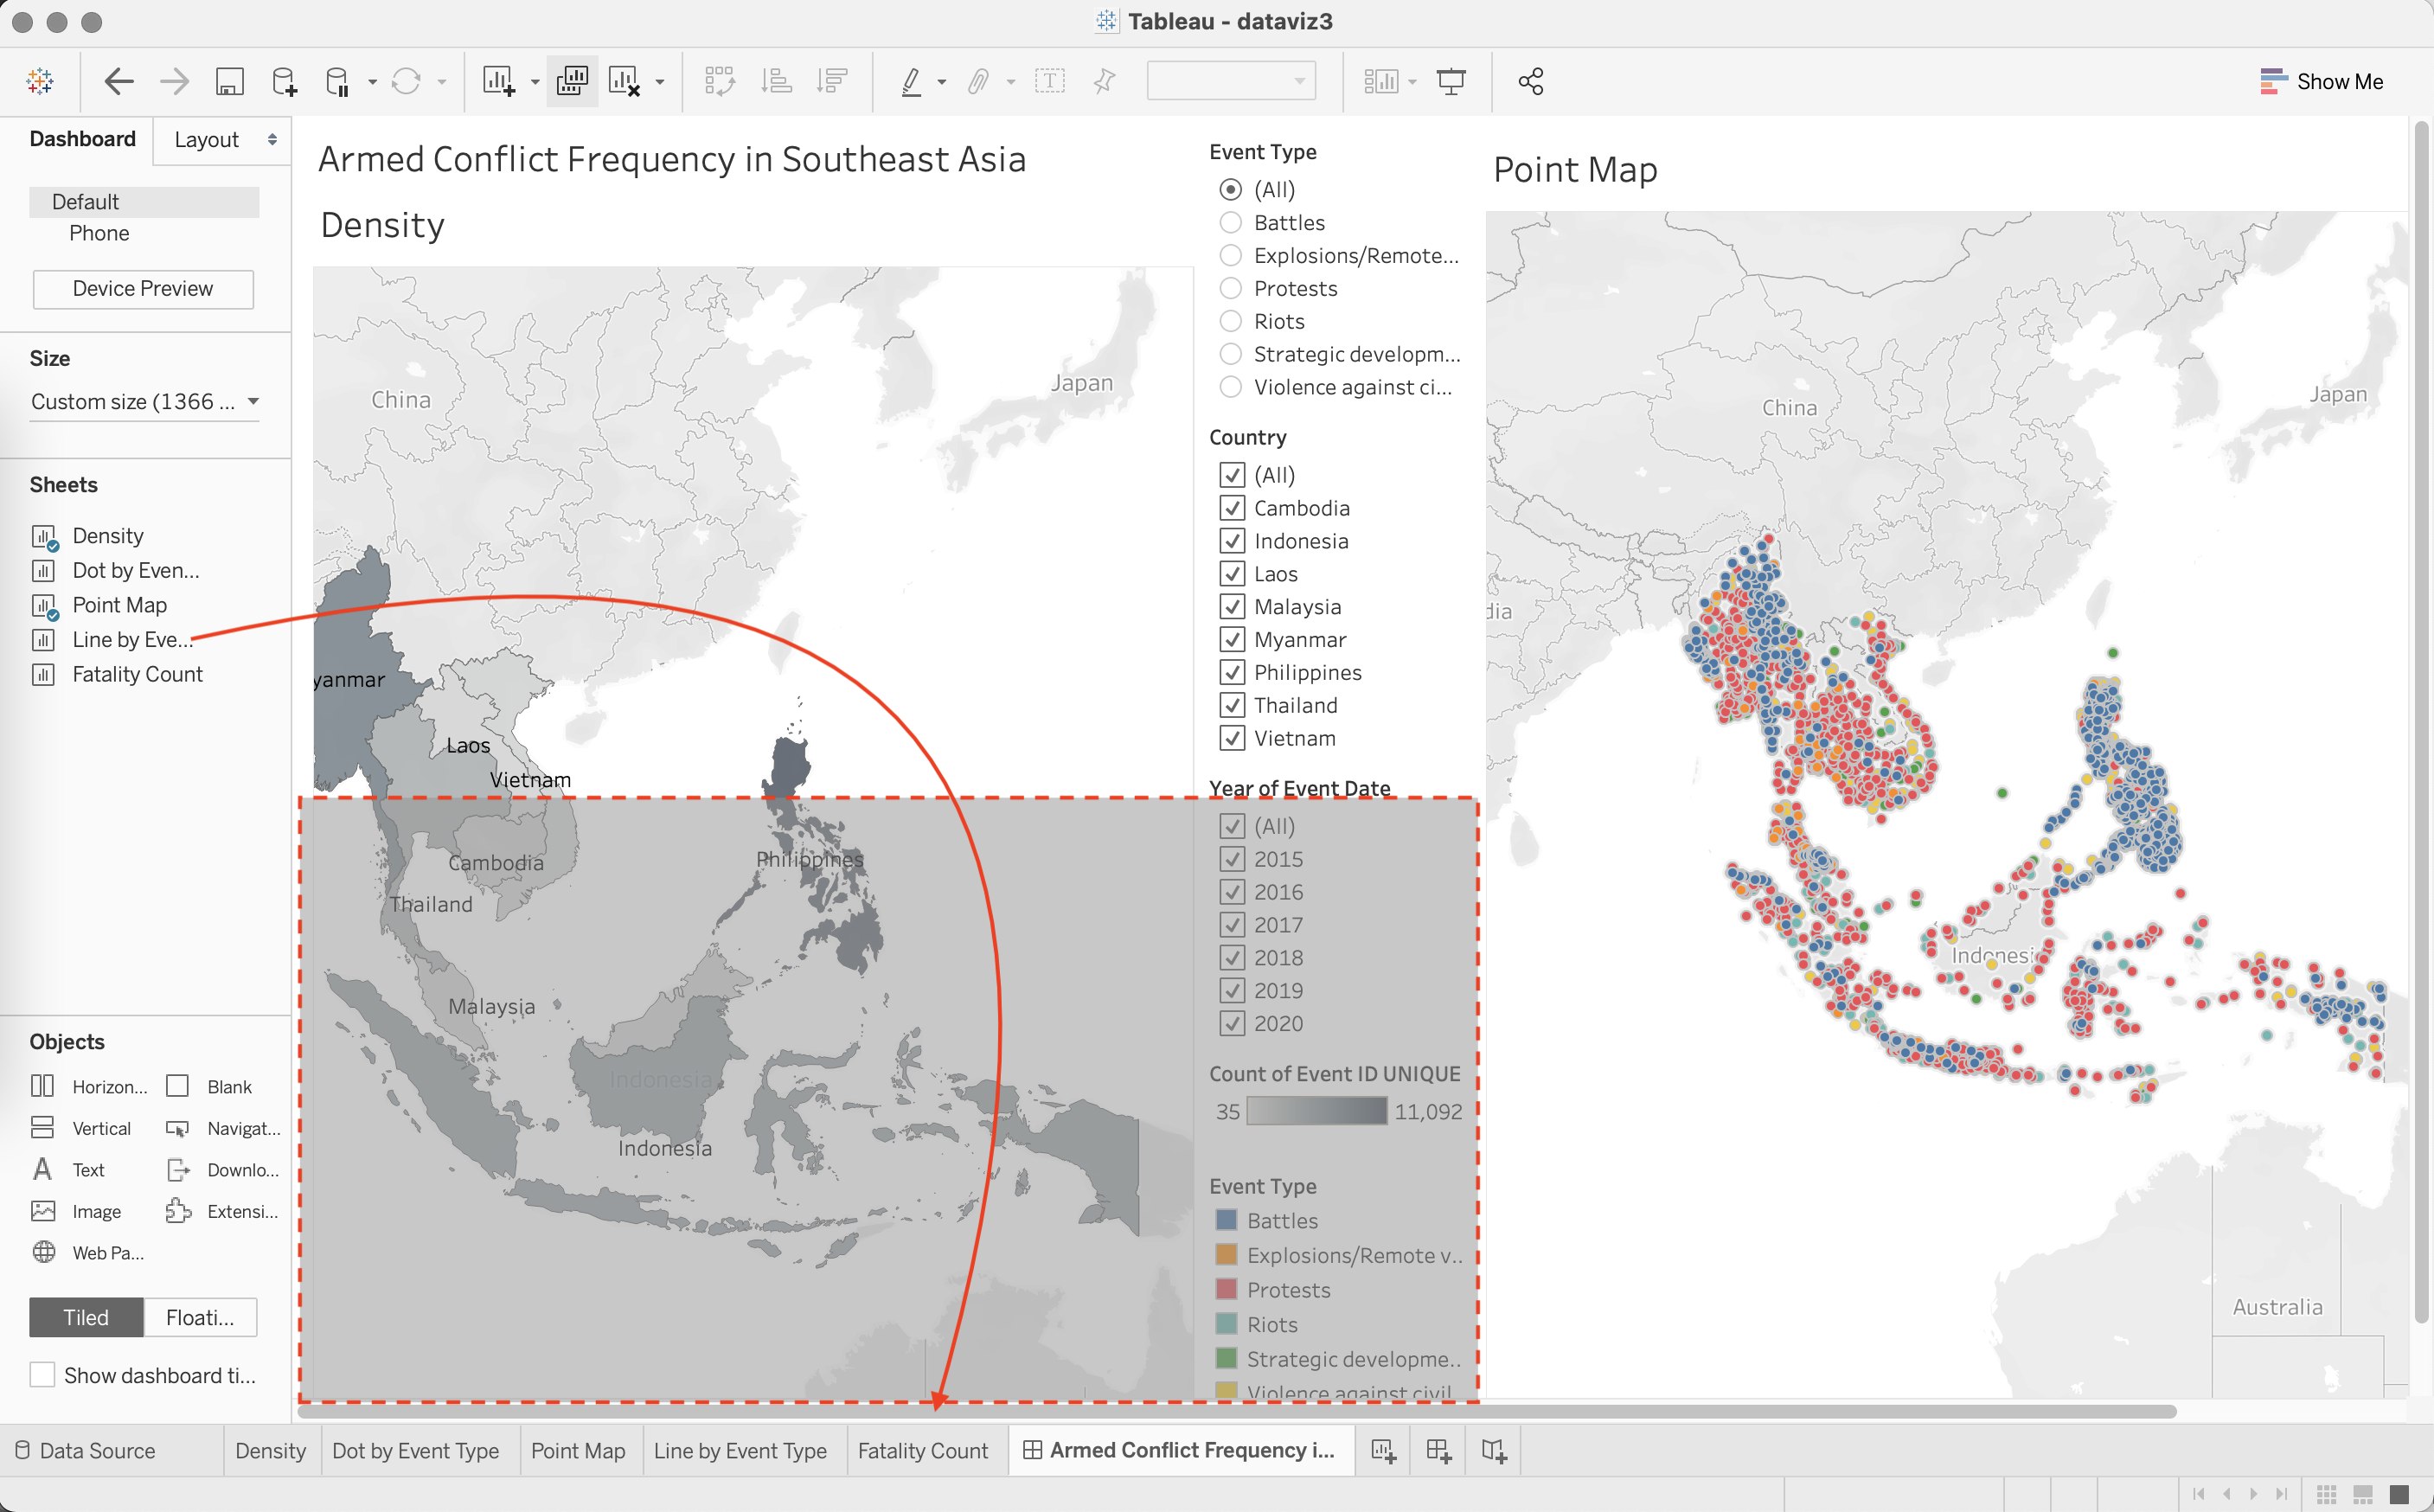 Tableau - dataviz3
Show Me
Dashboard
Layout
Default
Phone
Device Preview
Size
Custom size (1366 ...
Sheets
Density
Dot by Even...
Point Map
Line by Eve...
Fatality Count
Objects
Horizon...
Blank
Vertical
Navigat...
Text
Downlo...
Image
Extensi...
Web Pa...
Tiled
Floati...
Show dashboard ti...
Armed Conflict Frequency in Southeast Asia
Density
China
Japan
yanmar
Laos
Vietnam
Cambodia
Philippines
Thailand
Malaysia
Indonesia
Indonesia
Event Type
(All)
Battles
Explosions/Remote...
Protests
Riots
Strategic developm...
Violence against ci...
Country
(All)
Cambodia
Indonesia
Laos
Malaysia
Myanmar
Philippines
Thailand
Vietnam
Year of Event Date
(All)
2015
2016
2017
2018
2019
2020
Count of Event ID UNIQUE
35 11,092
Event Type
Battles
Explosions/Remote v..
Protests
Riots
Strategic developme..
Violence against civil
Point Map
China
Japan
dia
Indonesi
Australia
Data Source
Density
Dot by Event Type
Point Map
Line by Event Type
Fatality Count
Armed Conflict Frequency i...